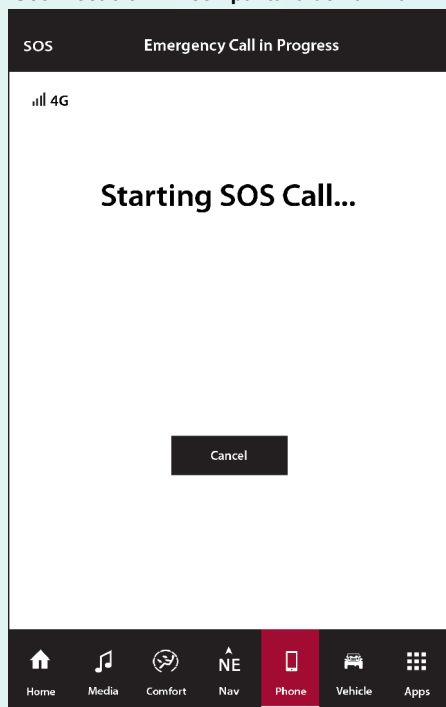 SOS Emergency Call in Progress
4G
Starting SOS Call...
Cancel
NE
Home Media Comfort Nav Phone Vehicle Apps